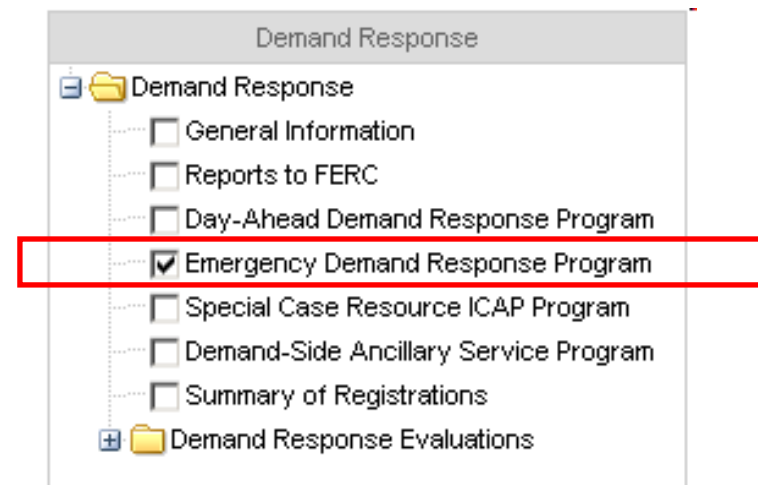 Demand Response
Demand Response
General Information
Reports to FERC
Day-Ahead Demand Response Program
Emergency Demand Response Program
Special Case Resource ICAP Program
Demand-Side Ancillary Service Program
Summary of Registrations
Demand Response Evaluations